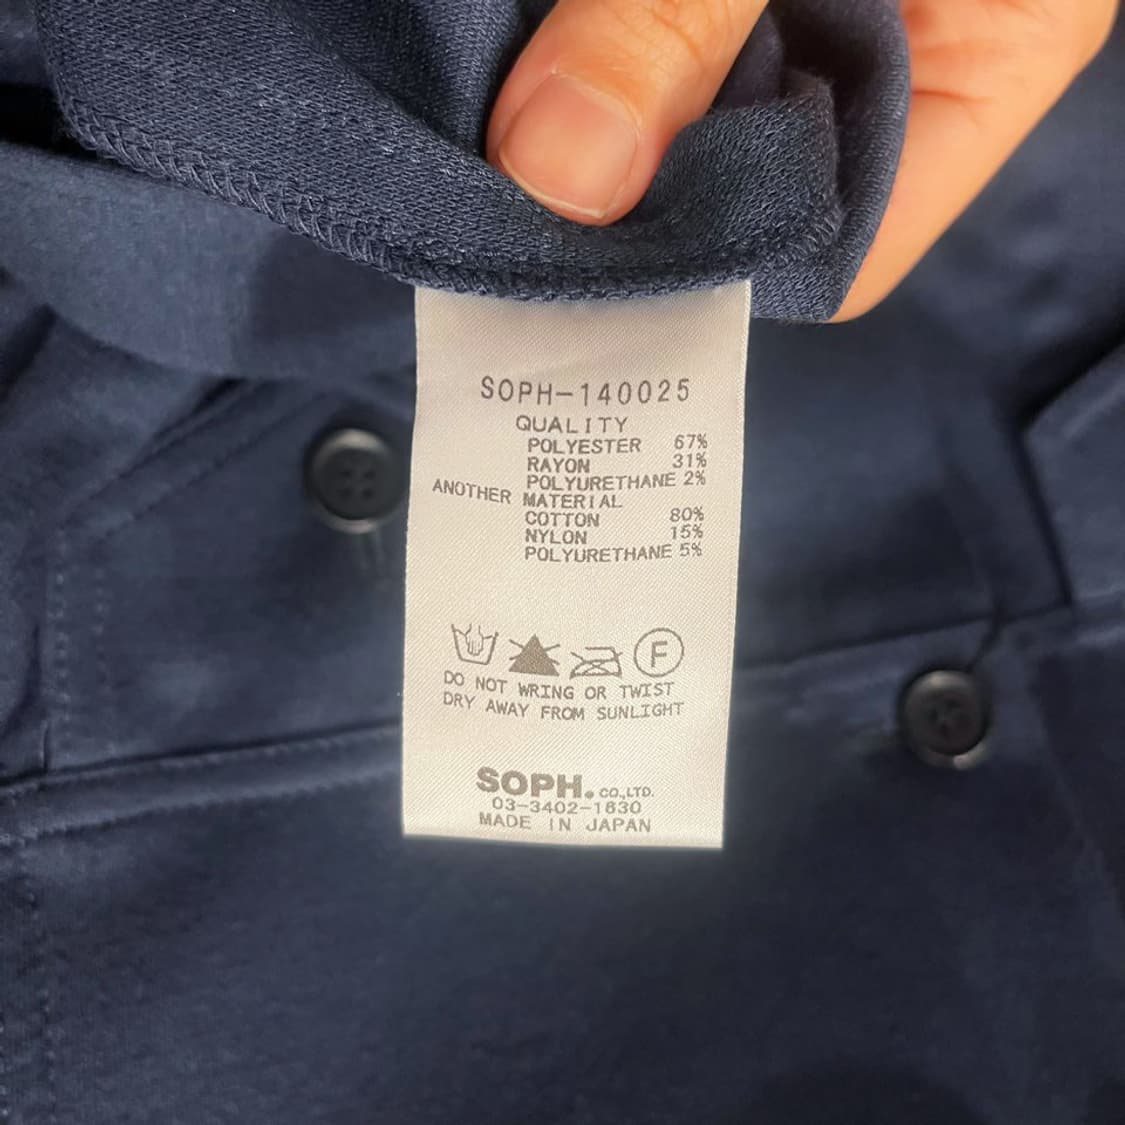 SOPH-140025
QUALITY
POLYESTER 67%
RAYON 31%
POLYURETHANE 2%
ANOTHER MATERIAL
COTTON 80%
NYLON 15%
POLYURETHANE 5%
F
DO NOT WRING OR TWIST
DRY AWAY FROM SUNLIGHT
SOPH. CO.,LTD.
03-3402-1830
MADE IN JAPAN